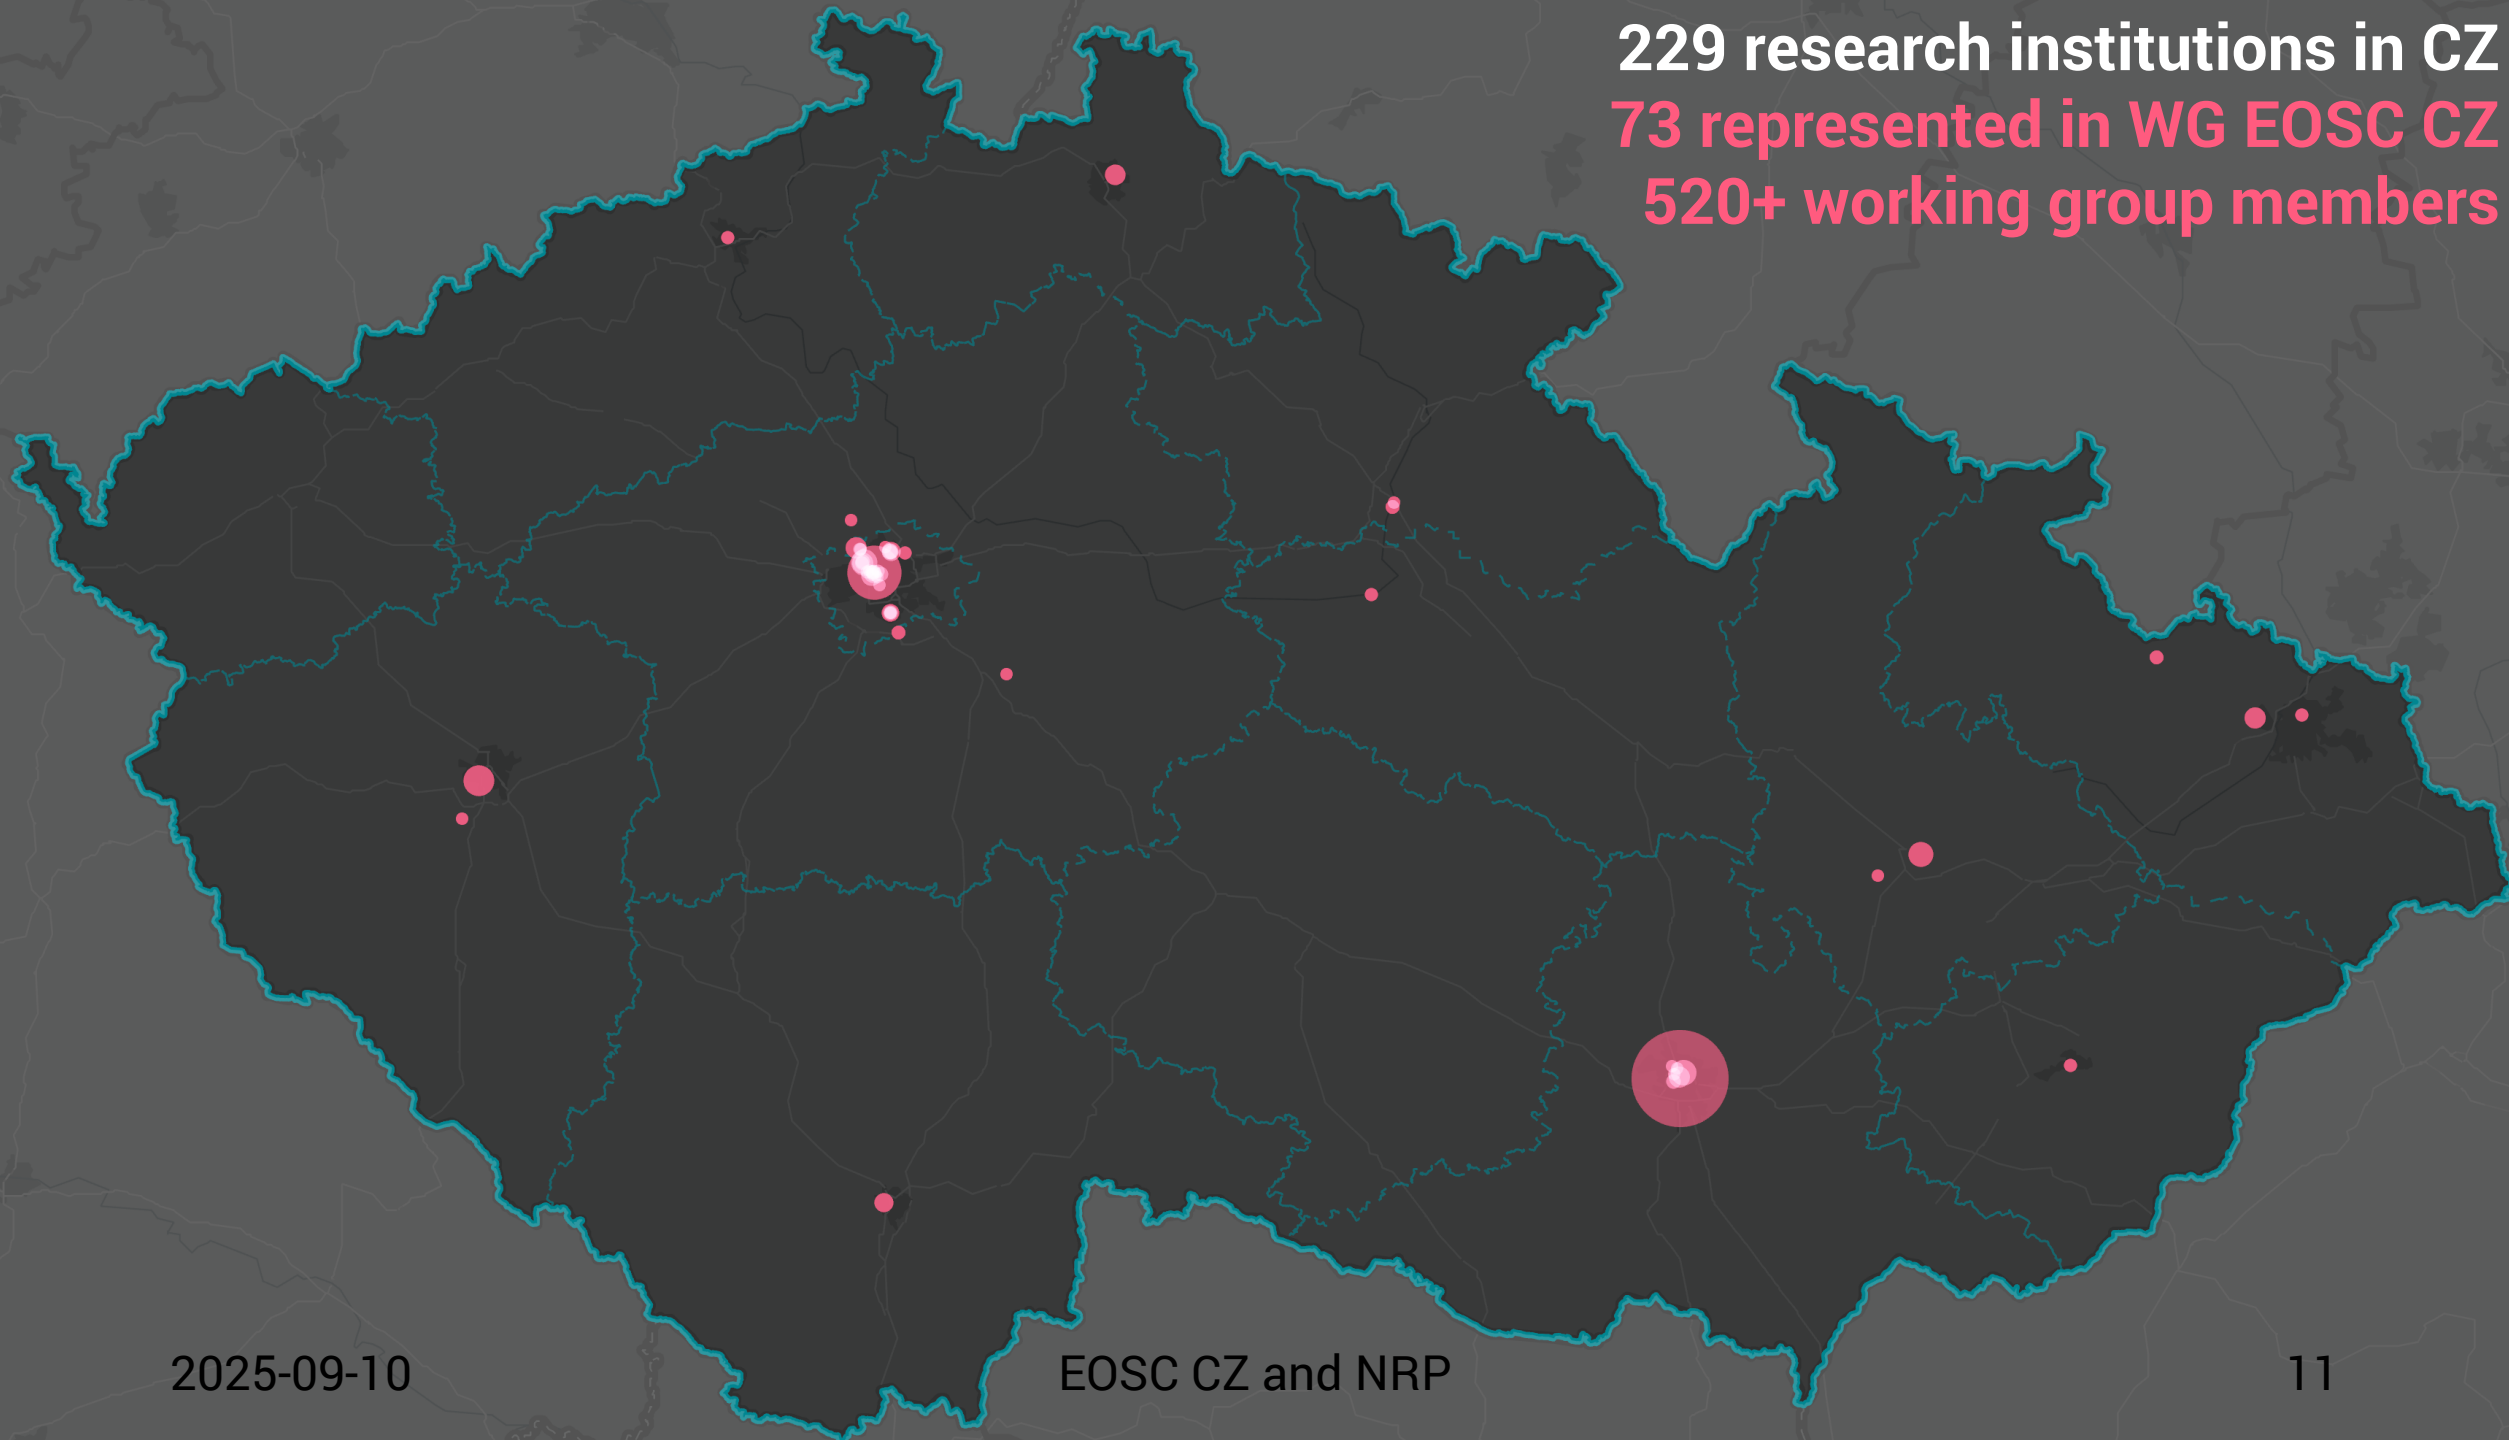 229 research institutions in CZ
73 represented in WG EOSC CZ
520+ working group members
2025-09-10
EOSC CZ and NRP
11